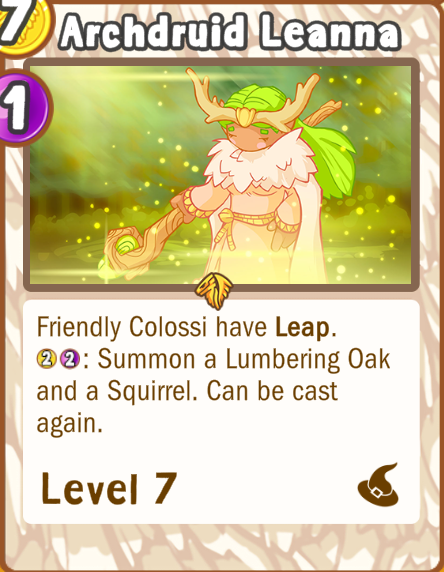 7 Archdruid Leanna
1
Friendly Colossi have Leap.
2 2: Summon a Lumbering Oak
and a Squirrel. Can be cast
again.
Level 7